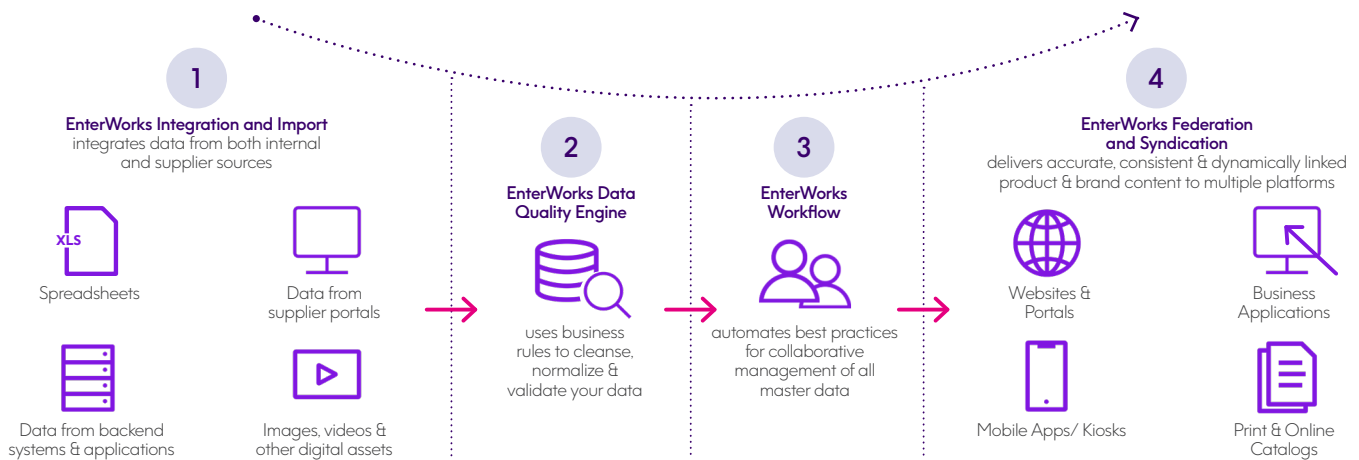 1
EnterWorks Integration and Import
integrates data from both internal
and supplier sources
XLS
Spreadsheets
Data from
supplier portals
Data from backend
systems & applications
Images, videos &
other digital assets
2
EnterWorks Data
Quality Engine
uses business
rules to cleanse,
normalize &
validate your data
3
EnterWorks
Workflow
automates best practices
for collaborative
management of all
master data
4
EnterWorks Federation
and Syndication
delivers accurate, consistent & dynamically linked
product & brand content to multiple platforms
Websites &
Portals
Business
Applications
Mobile Apps/ Kiosks
Print & Online
Catalogs